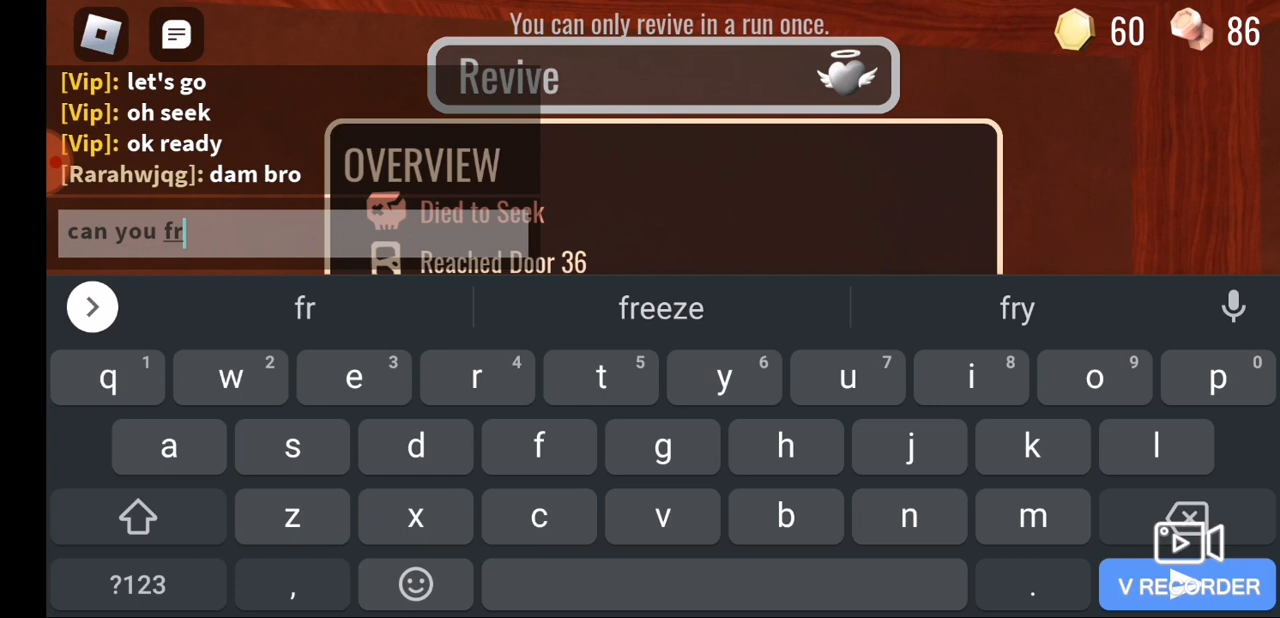 You can only revive in a run once.
60
86
Revive
[Vip]: let's go
[Vip]: oh seek
[Vip]: ok ready
[Rarahwjqg]: dam bro
OVERVIEW
Died to Seek
can you fr
Reached Door 36
fr freeze fry
q 1 w 2 e 3 r 4 t 5 y 6 u 7 i 8 o 9 p 0
a s d f g h j k l
z x c v b n m
?123 , . V RECORDER